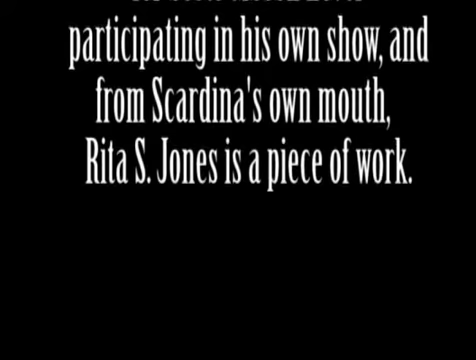 participating in his own show, and
from Scardina's own mouth,
Rita S. Jones is a piece of work.